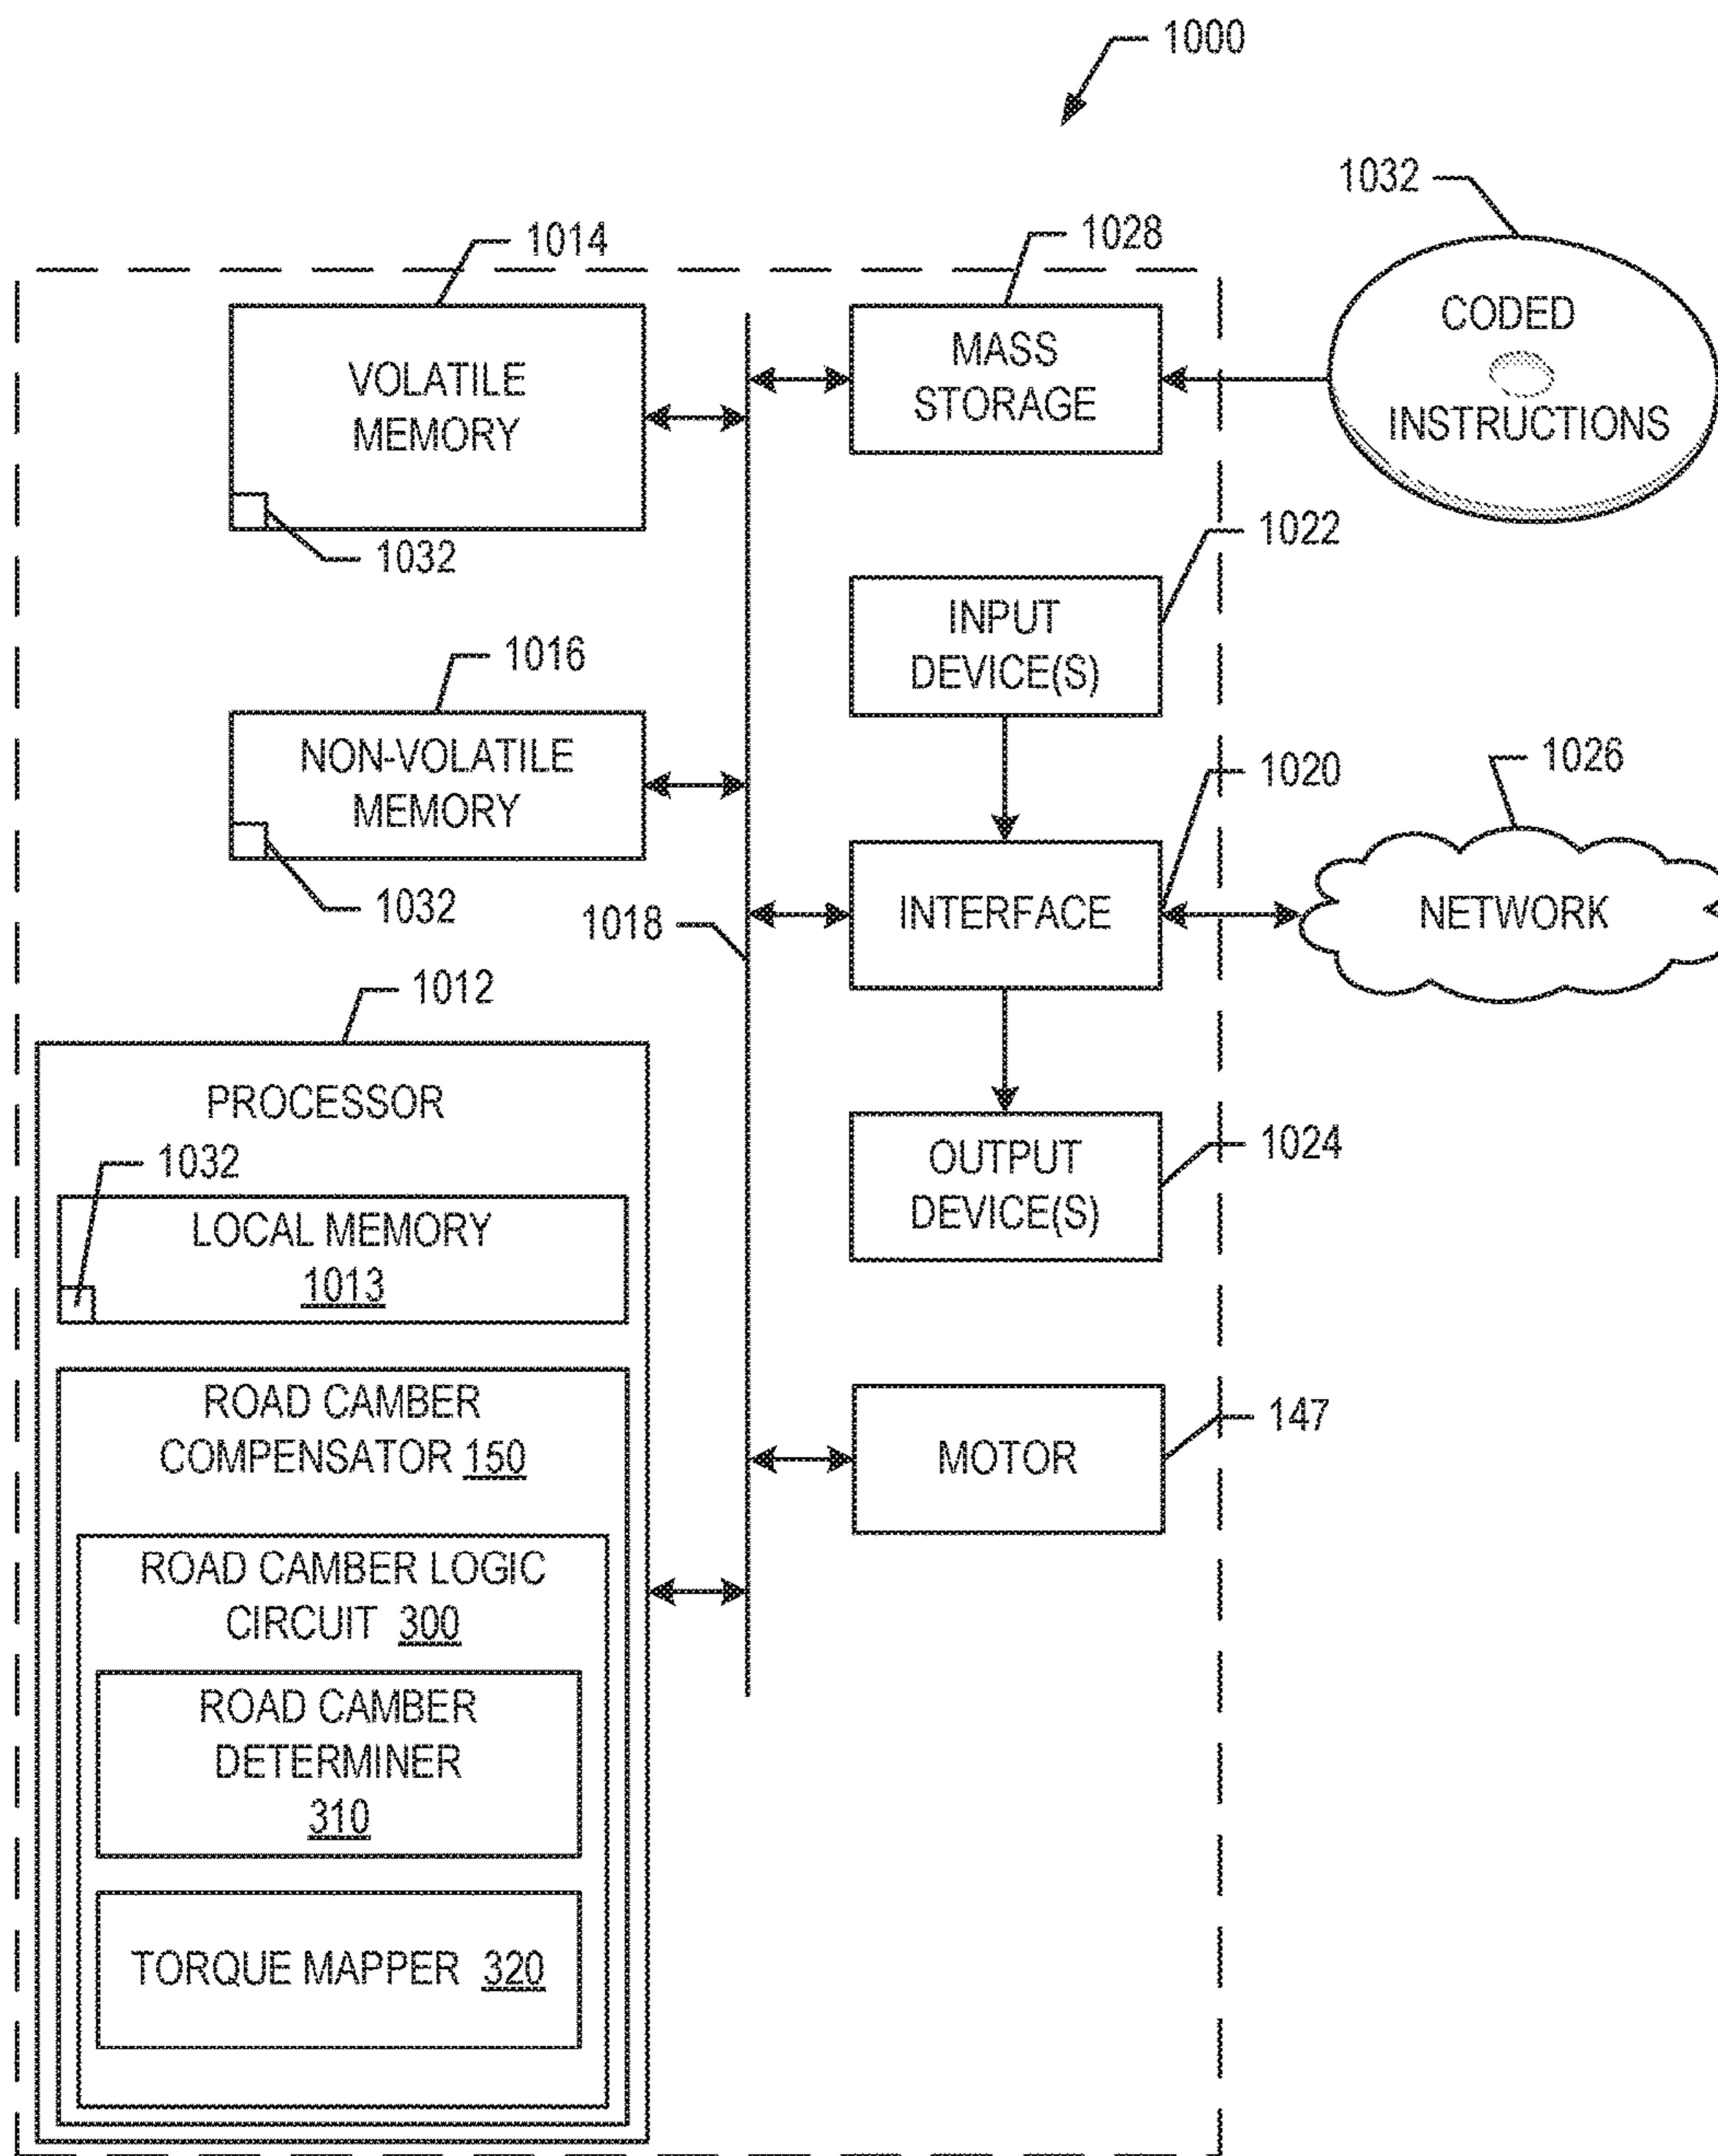 1000
1032
1014
1028
CODED
INSTRUCTIONS
VOLATILE
MEMORY
MASS
STORAGE
1032
1022
INPUT
DEVICE(S)
1016
NON-VOLATILE
MEMORY
1020
1026
1032
1018
INTERFACE
NETWORK
1012
PROCESSOR
1032
LOCAL MEMORY
1013
OUTPUT
DEVICE(S)
1024
ROAD CAMBER
COMPENSATOR 150
MOTOR
147
ROAD CAMBER LOGIC
CIRCUIT 300
ROAD CAMBER
DETERMINER
310
TORQUE MAPPER 320